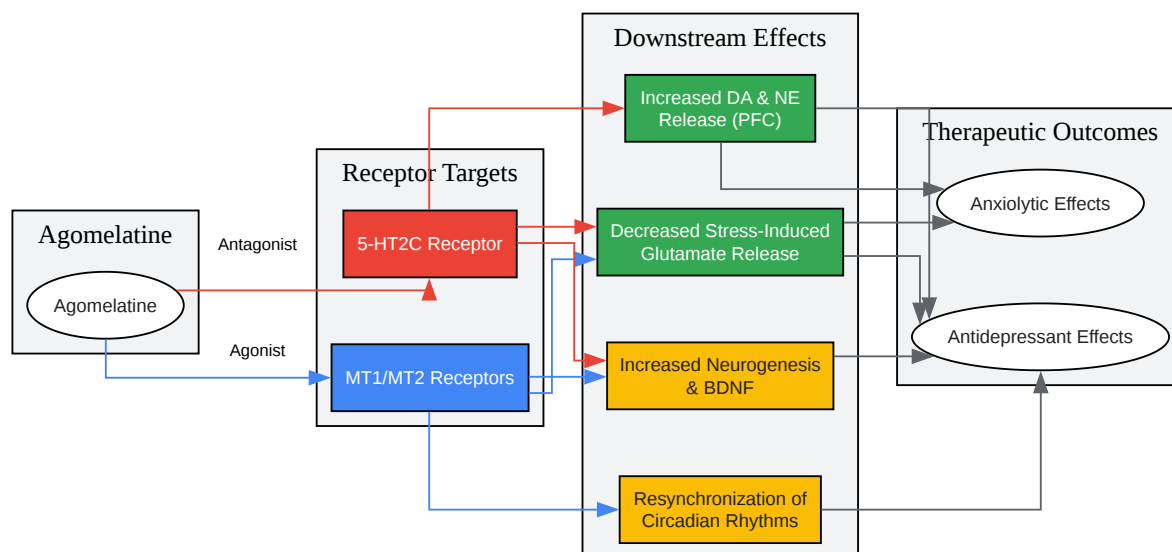 Agomelatine
Agomelatine
Antagonist
Agonist
Receptor Targets
5-HT2C Receptor
MT1/MT2 Receptors
Downstream Effects
Increased DA & NE
Release (PFC)
Decreased Stress-Induced
Glutamate Release
Increased Neurogenesis
& BDNF
Resynchronization of
Circadian Rhythms
Therapeutic Outcomes
Anxiolytic Effects
Antidepressant Effects